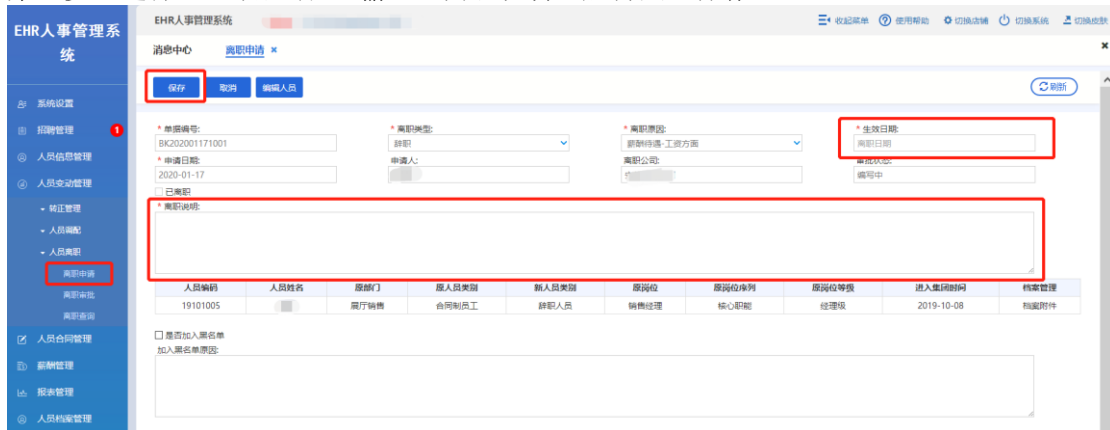 EHR人事管理系统
EHR人事管理系统
收起菜单 使用帮助 切换店铺 切换系统 切换皮肤
消息中心 离职申请 ×
×
保存 取消 编辑人员
刷新
系统设置
招聘管理 1
人员信息管理
人员变动管理
转正管理
人员调配
人员离职
离职申请
离职审批
离职查询
人员合同管理
薪酬管理
报表管理
人员档案管理
* 单据编号: * 离职类型: * 离职原因: * 生效日期:
BK202001171001 辞职 薪酬待遇-工资方面 离职日期
* 申请日期: 申请人: 离职公司: 审批状态:
2020-01-17 编写中
已离职
* 离职说明:
人员编码 人员姓名 原部门 原人员类别 新人员类别 原岗位 原岗位序列 原岗位等级 进入集团时间 档案管理
19101005 展厅销售 合同制员工 辞职人员 销售经理 核心职能 经理级 2019-10-08 档案附件
是否加入黑名单
加入黑名单原因: